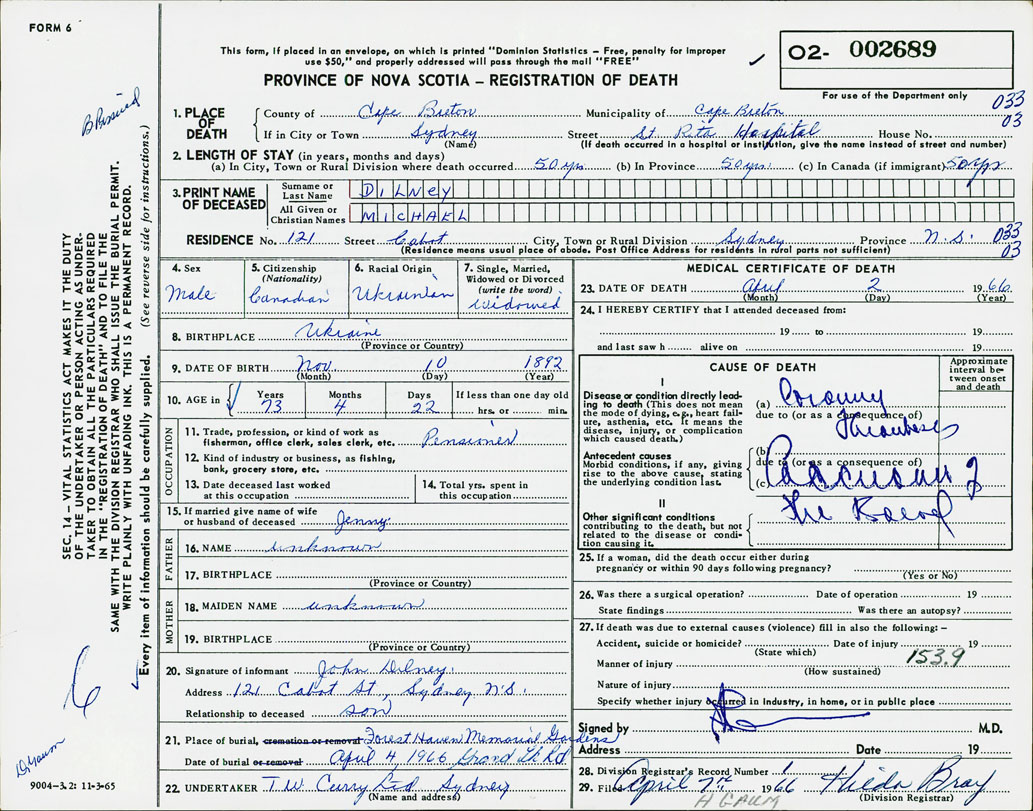 FORM 6
This form, if placed in an envelope, on which is printed "Dominion Statistics – Free, penalty for improper
use $50," and properly addressed will pass through the mail "FREE"
O2- 002689
PROVINCE OF NOVA SCOTIA – REGISTRATION OF DEATH
For use of the Department only
033
03
1. PLACE OF DEATH
County of Cape Breton Municipality of Cape Breton
If in City or Town Sydney Street St Rita Hospital House No.
(Name) (If death occurred in a hospital or institution, give the name instead of street and number)
2. LENGTH OF STAY (in years, months and days)
(a) In City, Town or Rural Division where death occurred 50 yrs (b) In Province 50 yrs. (c) In Canada (if immigrant) 50 yrs
3. PRINT NAME OF DECEASED
Surname or Last Name DILNEY
All Given or Christian Names MICHAEL
RESIDENCE No. 121 Street Cabot City, Town or Rural Division Sydney Province N.S. 033
03
(Residence means usual place of abode. Post Office Address for residents in rural parts not sufficient)
4. Sex
Male
5. Citizenship
(Nationality)
Canadian
6. Racial Origin
Ukrainian
7. Single, Married,
Widowed or Divorced
(write the word)
Widowed
8. BIRTHPLACE Ukraine
(Province or Country)
9. DATE OF BIRTH Nov. 10 1892
(Month) (Day) (Year)
10. AGE in Years Months Days If less than one day old
73 4 22 hrs. or min.
OCCUPATION
11. Trade, profession, or kind of work as
fisherman, office clerk, sales clerk, etc. Pensioner
12. Kind of industry or business, as fishing,
bank, grocery store, etc.
13. Date deceased last worked
at this occupation
14. Total yrs. spent in
this occupation
15. If married give name of wife
or husband of deceased Jenny
FATHER
16. NAME unknown
17. BIRTHPLACE
(Province or Country)
MOTHER
18. MAIDEN NAME unknown
19. BIRTHPLACE
(Province or Country)
20. Signature of informant John Dilney
Address 121 Cabot St, Sydney N.S.
Relationship to deceased son
21. Place of burial, cremation or removal Forest Haven Memorial Gardens
Date of burial or removal April 4, 1966 Grand Lk Rd.
22. UNDERTAKER T.W. Curry Ltd Sydney
(Name and address)
MEDICAL CERTIFICATE OF DEATH
23. DATE OF DEATH April 2 1966
(Month) (Day) (Year)
24. I HEREBY CERTIFY that I attended deceased from:
19 to 19
and last saw h alive on 19
CAUSE OF DEATH
Approximate
interval be-
tween onset
and death
I
Disease or condition directly lead-
ing to death (This does not mean
the mode of dying, e.g., heart fail-
ure, asthenia, etc. It means the
disease, injury, or complication
which caused death.)
(a) Coronary
due to (or as a consequence of)
Thrombosis
Antecedent causes
Morbid conditions, if any, giving
rise to the above cause, stating
the underlying condition last.
(b)
due to (or as a consequence of)
(c) Carcinoma of
the Bowel
II
Other significant conditions
contributing to the death, but not
related to the disease or condi-
tion causing it.
25. If a woman, did the death occur either during
pregnancy or within 90 days following pregnancy?
(Yes or No)
26. Was there a surgical operation? Date of operation 19
State findings Was there an autopsy?
27. If death was due to external causes (violence) fill in also the following: –
Accident, suicide or homicide? Date of injury 19
(State which)
153.9
Manner of injury
(How sustained)
Nature of injury
Specify whether injury occurred in Industry, in home, or in public place
Signed by M.D.
Address Date 19
28. Division Registrar's Record Number
29. Filed April 7th 1966 Hilda Bray
(Division Registrar)
SEC. 14 – VITAL STATISTICS ACT MAKES IT THE DUTY
OF THE UNDERTAKER OR PERSON ACTING AS UNDER-
TAKER TO OBTAIN ALL THE PARTICULARS REQUIRED
IN THE "REGISTRATION OF DEATH" AND TO FILE THE
SAME WITH THE DIVISION REGISTRAR WHO SHALL ISSUE THE BURIAL PERMIT.
WRITE PLAINLY WITH UNFADING INK. THIS IS A PERMANENT RECORD.
Every item of information should be carefully supplied. (See reverse side for instructions.)
6
9004–3.2: 11-3-65